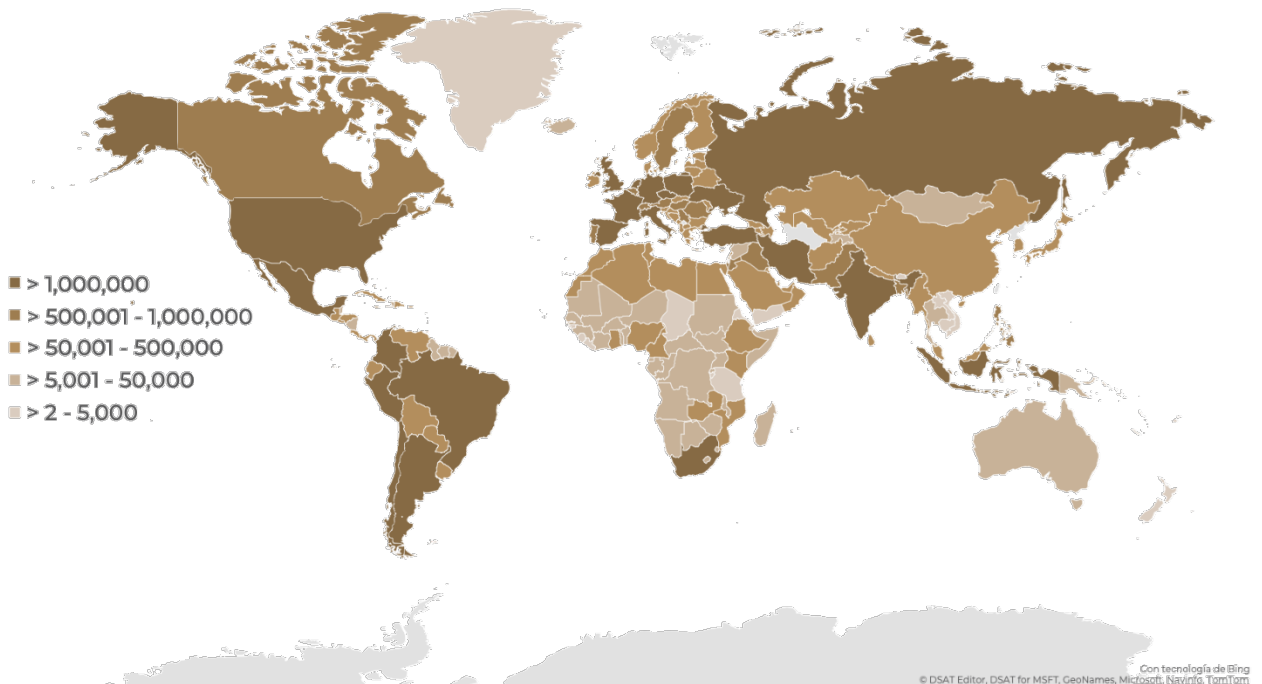 > 1,000,000
> 500,001 - 1,000,000
> 50,001 - 500,000
> 5,001 - 50,000
> 2 - 5,000
Con tecnología de Bing
© DSAT Editor, DSAT for MSFT, GeoNames, Microsoft, Navinfo, TomTom